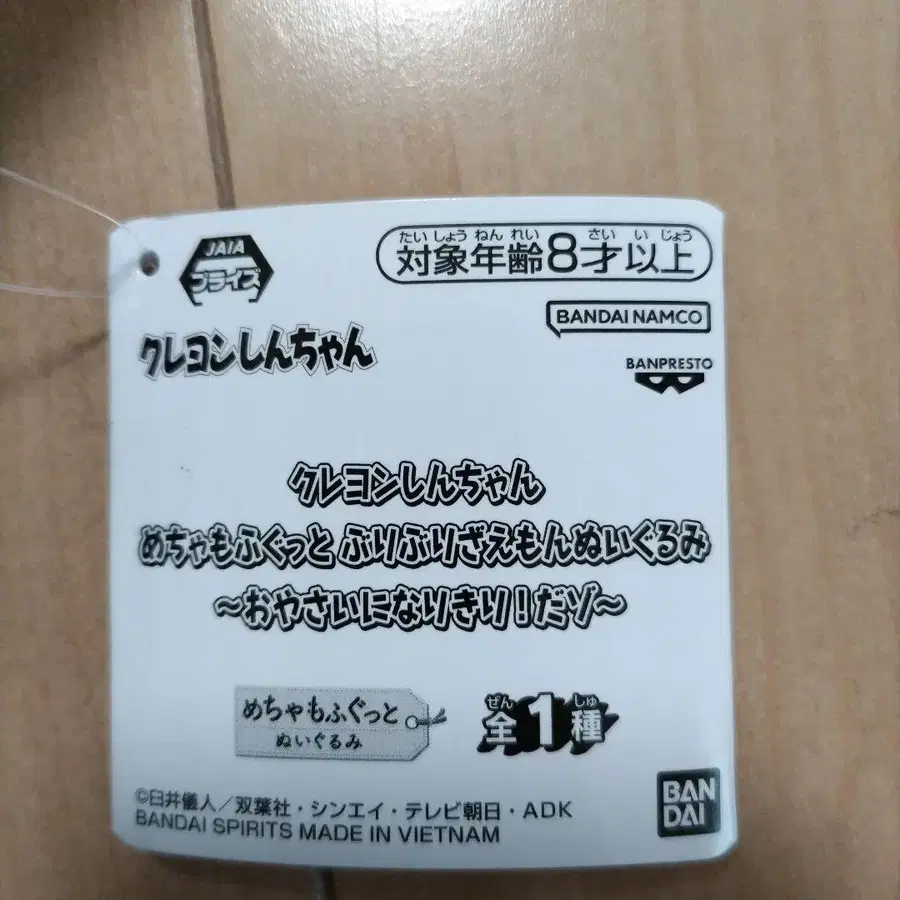 JAIA
プライズ
たいしょうねんれい さい いじょう
対象年齢8才以上
BANDAI NAMCO
クレヨンしんちゃん
BANPRESTO
クレヨンしんちゃん
めちゃもふぐっと ぶりぶりざえもんぬいぐるみ
～おやさいになりきり!だゾ～
めちゃもふぐっと
ぬいぐるみ
ぜん しゅ
全1種
©臼井儀人／双葉社・シンエイ・テレビ朝日・ADK
BANDAI SPIRITS MADE IN VIETNAM
BAN
DAI